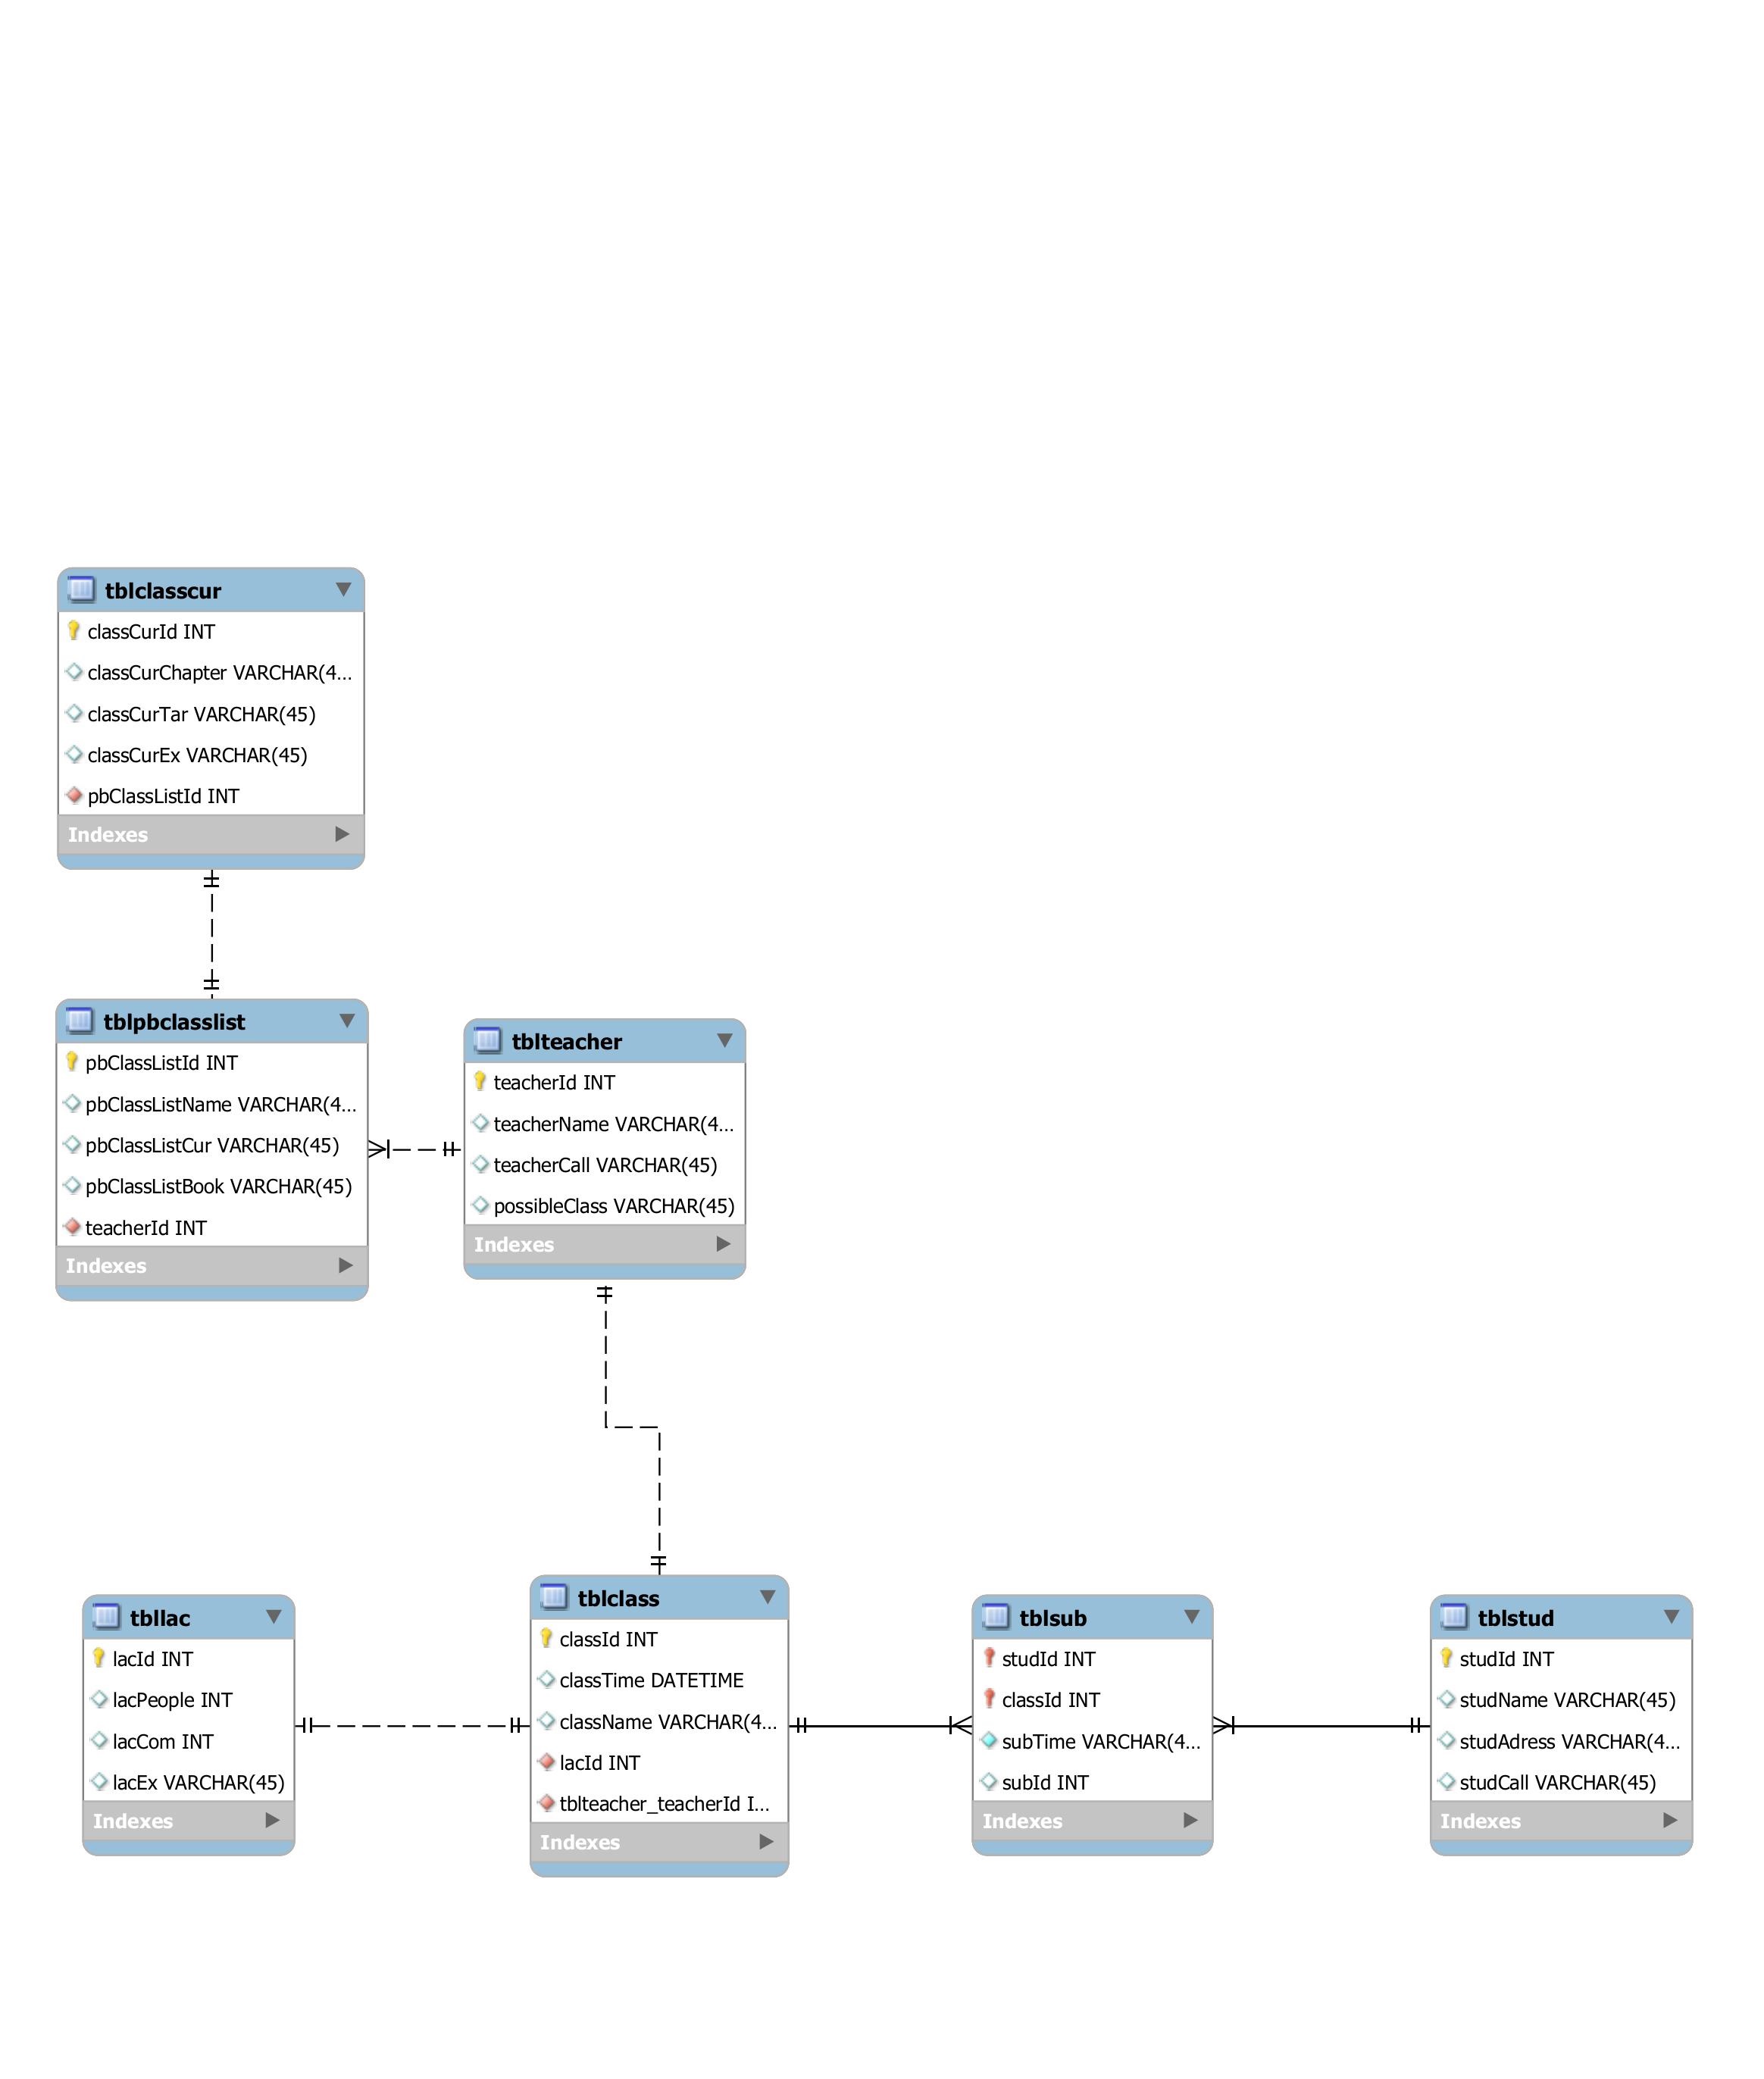 tblclasscur
classCurId INT
classCurChapter VARCHAR(4...
classCurTar VARCHAR(45)
classCurEx VARCHAR(45)
pbClassListId INT
Indexes
tblpbclasslist
pbClassListId INT
pbClassListName VARCHAR(4...
pbClassListCur VARCHAR(45)
pbClassListBook VARCHAR(45)
teacherId INT
Indexes
tblteacher
teacherId INT
teacherName VARCHAR(4...
teacherCall VARCHAR(45)
possibleClass VARCHAR(45)
Indexes
tbllac
lacId INT
lacPeople INT
lacCom INT
lacEx VARCHAR(45)
Indexes
tblclass
classId INT
classTime DATETIME
className VARCHAR(4...
lacId INT
tblteacher_teacherId I...
Indexes
tblsub
studId INT
classId INT
subTime VARCHAR(4...
subId INT
Indexes
tblstud
studId INT
studName VARCHAR(45)
studAdress VARCHAR(4...
studCall VARCHAR(45)
Indexes